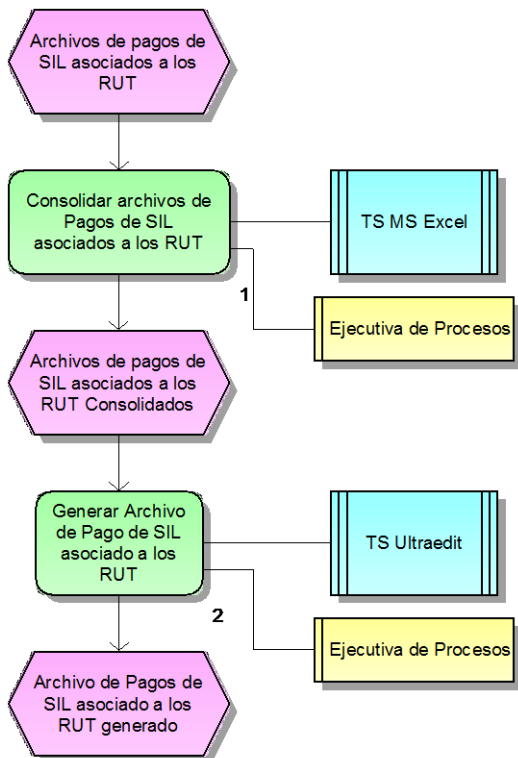 Archivos de pagos de
SIL asociados a los
RUT
Consolidar archivos de
Pagos de SIL
asociados a los RUT
TS MS Excel
1
Ejecutiva de Procesos
Archivos de pagos de
SIL asociados a los
RUT Consolidados
Generar Archivo
de Pago de SIL
asociado a los
RUT
TS Ultraedit
2
Ejecutiva de Procesos
Archivo de Pagos de
SIL asociado a los
RUT generado